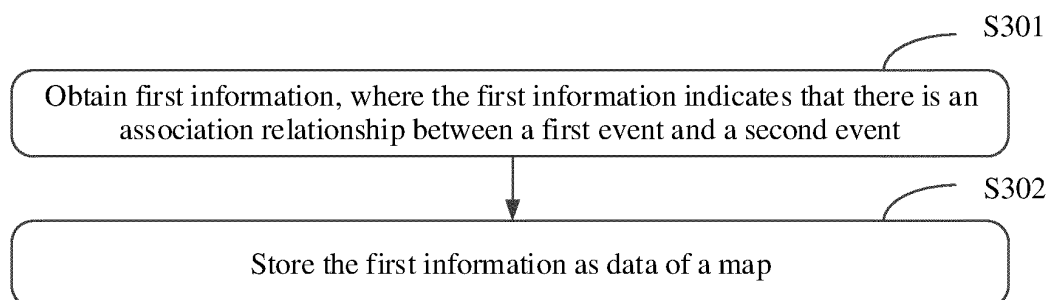 S301
Obtain first information, where the first information indicates that there is an
association relationship between a first event and a second event
S302
Store the first information as data of a map